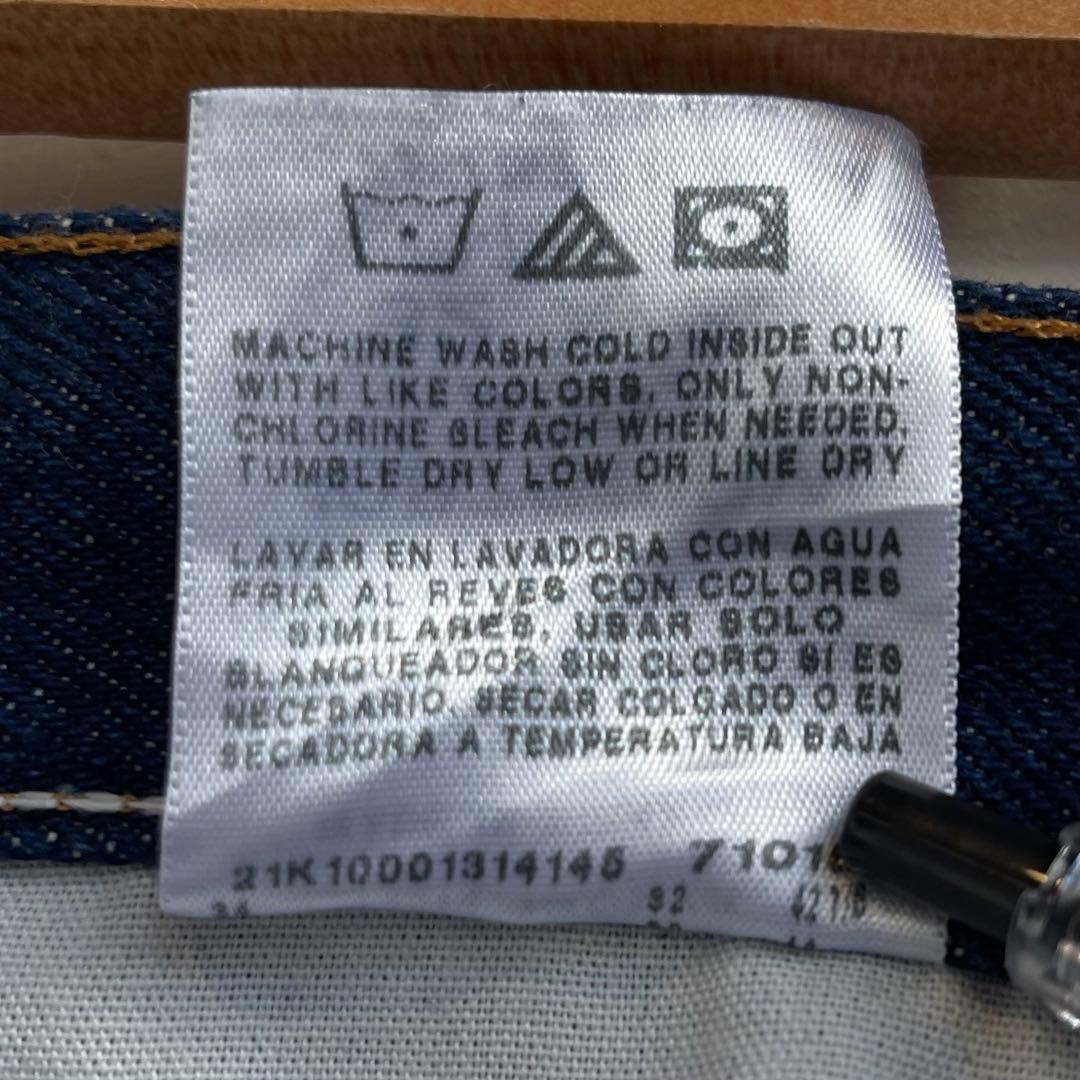 MACHINE WASH COLD INSIDE OUT
WITH LIKE COLORS, ONLY NON-
CHLORINE BLEACH WHEN NEEDED.
TUMBLE DRY LOW OR LINE DRY
LAVAR EN LAVADORA CON AGUA
FRIA AL REVES CON COLORES
SIMILARES, USAR SOLO
BLANQUEADOR SIN CLORO SI ES
NECESARIO. SECAR COLGADO O EN
SECADORA A TEMPERATURA BAJA
21K10001314145 7101
32